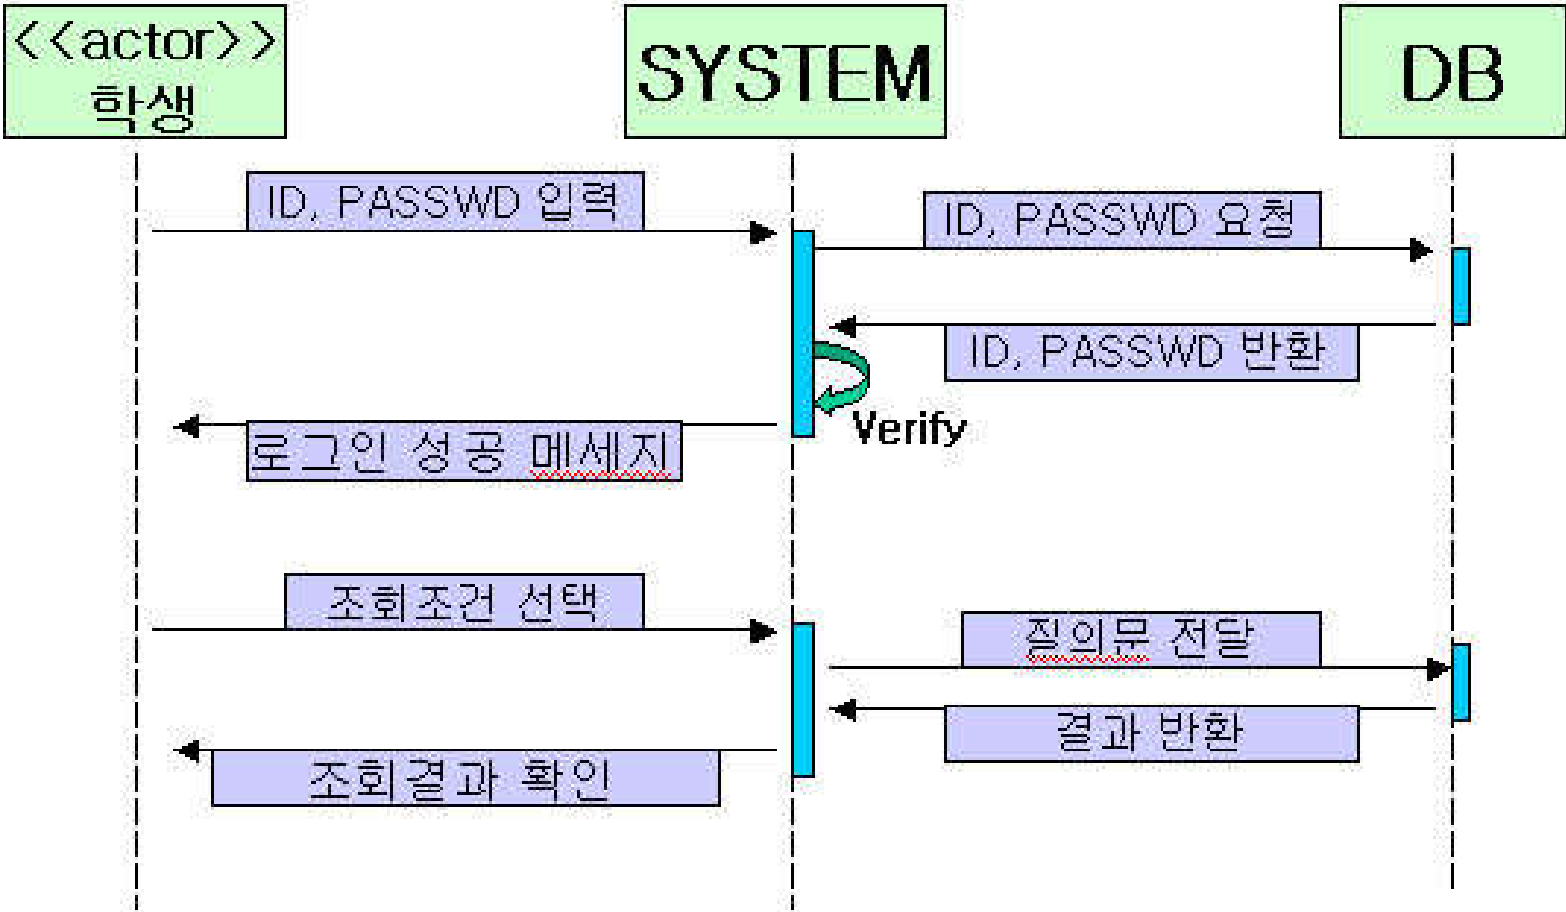 <<actor>>
학생
SYSTEM
DB
ID, PASSWD 입력
ID, PASSWD 요청
ID, PASSWD 반환
Verify
로그인 성공 메세지
조회조건 선택
질의문 전달
결과 반환
조회결과 확인